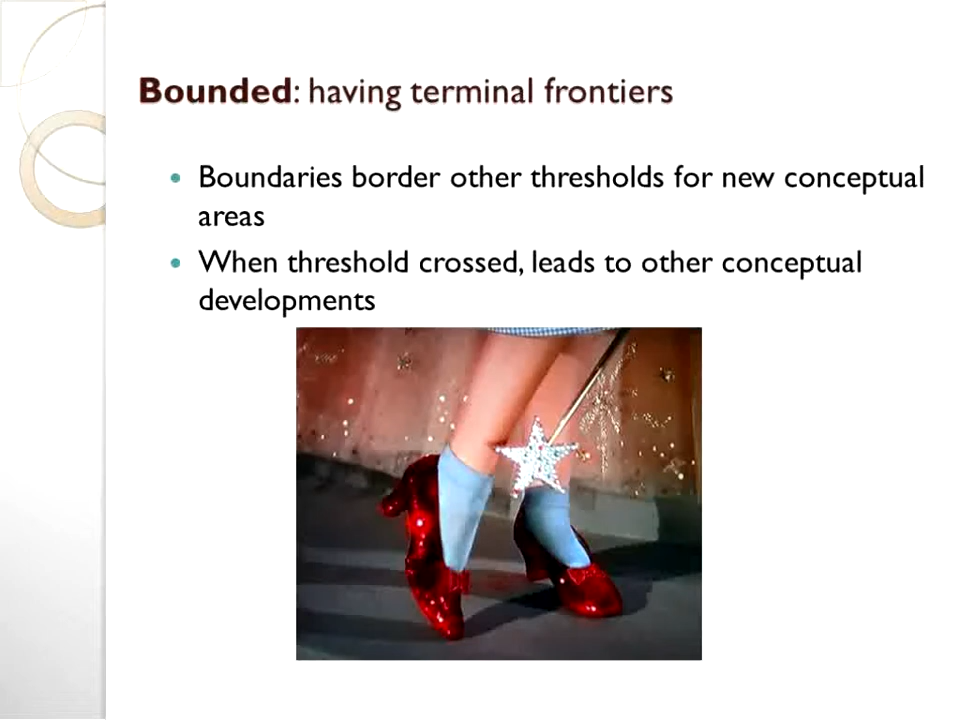 Bounded: having terminal frontiers
Boundaries border other thresholds for new conceptual
areas
When threshold crossed, leads to other conceptual
developments